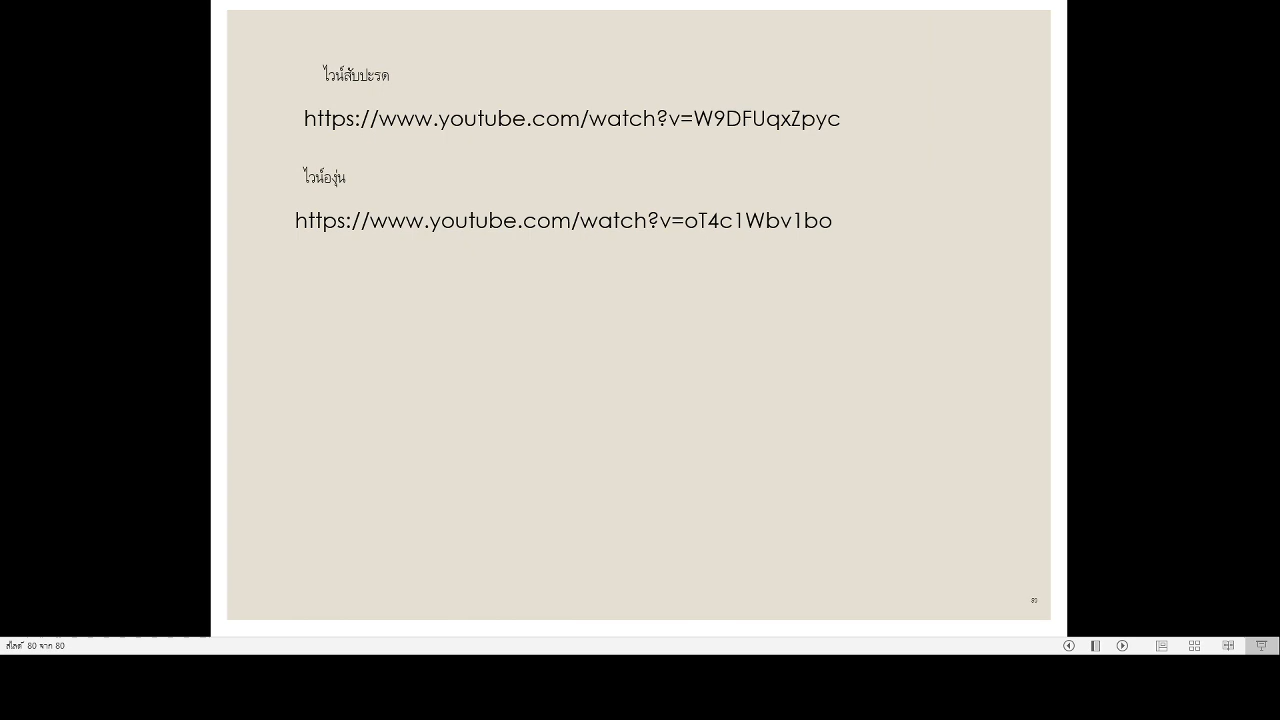 ไวน์สับปะรด
https://www.youtube.com/watch?v=W9DFUqxZpyc
ไวน์องุ่น
https://www.youtube.com/watch?v=oT4c1Wbv1bo
80
สไลด์ 80 จาก 80